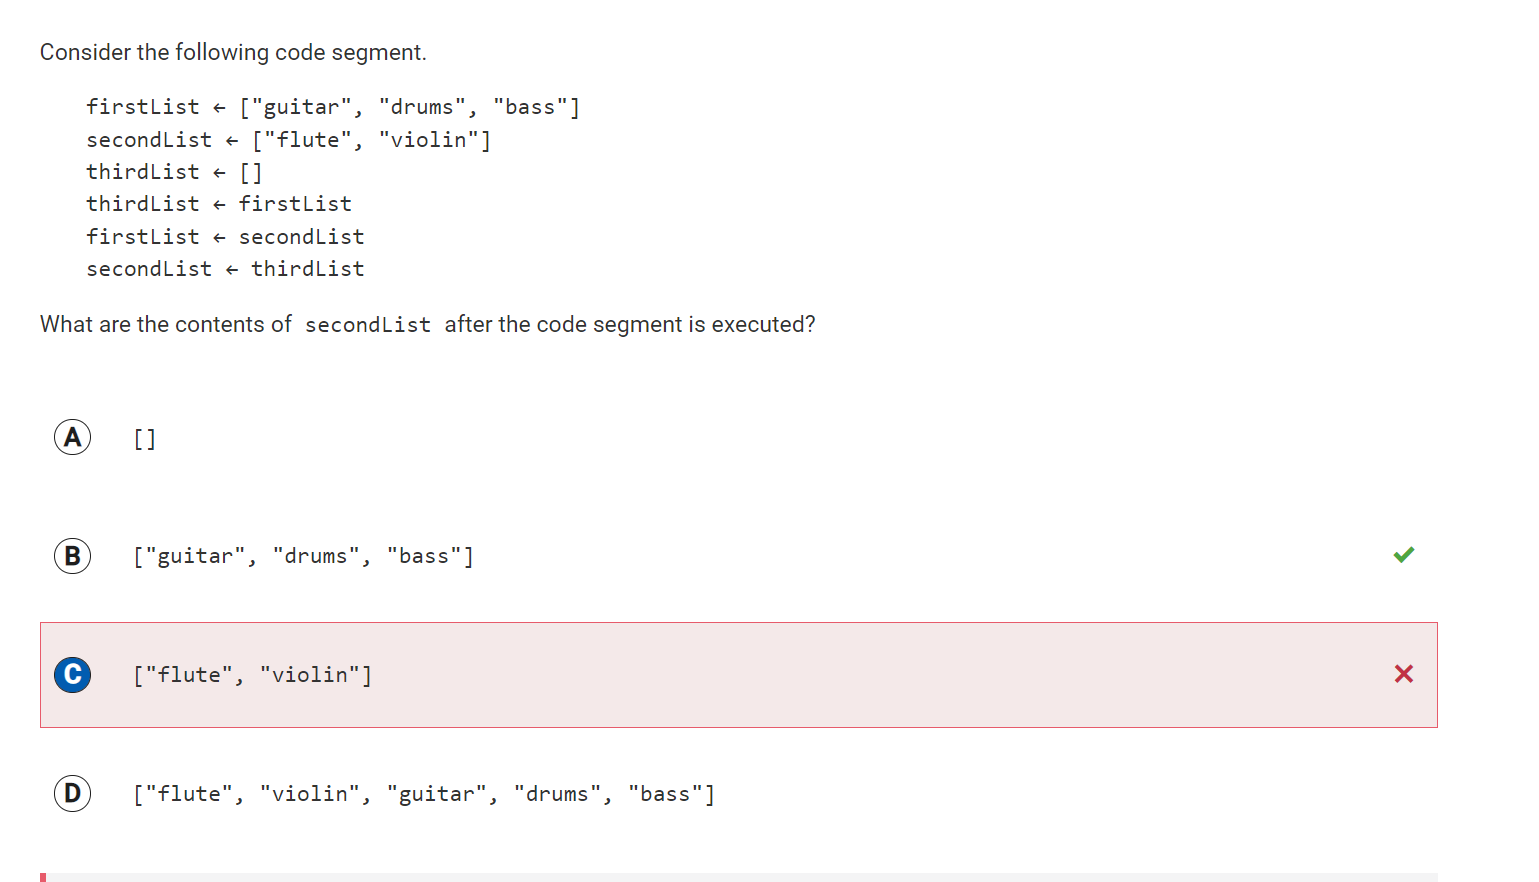 Consider the following code segment.
firstList ← ["guitar", "drums", "bass"]
secondList ← ["flute", "violin"]
thirdList ← []
thirdList ← firstList
firstList ← secondList
secondList ← thirdList
What are the contents of secondList after the code segment is executed?
A []
B ["guitar", "drums", "bass"]
C ["flute", "violin"]
D ["flute", "violin", "guitar", "drums", "bass"]